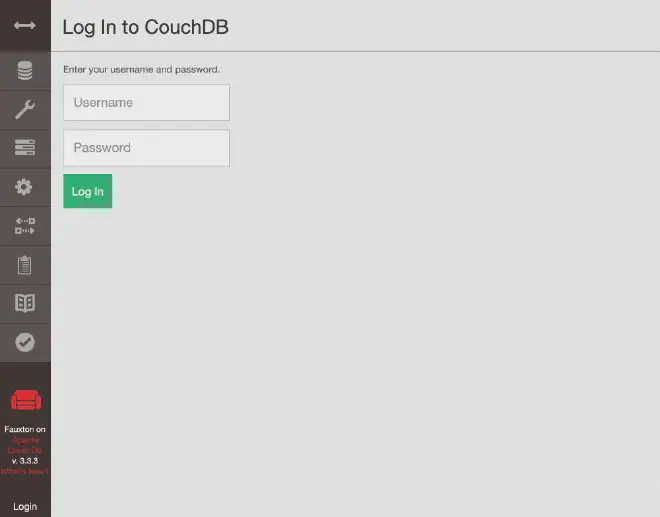 Log In to CouchDB
Enter your username and password.
Username
Password
Log In
Fauxton on
Apache
CouchDB
v. 3.3.3
What's New?
Login